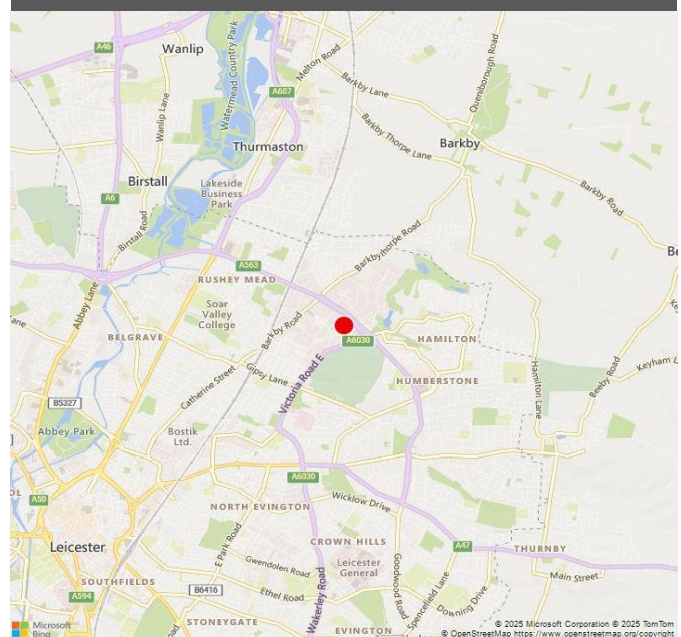 A46
Wanlip
Watermead Country Park
Melton Road
Queniborough Road
A607
Barkby Lane
Wanlip Lane
Barkby Thorpe Lane
Barkby
Thurmaston
Birstall
Lakeside
Business
Park
Barkby Road
A6
Birstall Road
Barkbythorpe Road
A563
RUSHEY MEAD
Abbey Lane
Soar
Valley
College
Barkby Road
BELGRAVE
A6030
HAMILTON
Gipsy Lane
Victoria Road E
HUMBERSTONE
Hamilton Lane
Beeby Road
Keyham L
Catherine Street
B5327
Abbey Park
Bostik
Ltd.
A6030
A50
Wicklow Drive
NORTH EVINGTON
E Park Road
CROWN HILLS
A47
THURNBY
Leicester
Gwendolen Road
Leicester
General
Goodwood Road
Main Street
SOUTHFIELDS
Ethel Road
Spencefield Lane
Downing Drive
A594
B6416
Wakerley Road
STONEYGATE
EVINGTON
Microsoft
Bing
© 2025 Microsoft Corporation © 2025 TomTom
© OpenStreetMap https://www.openstreetmap.org/copyright